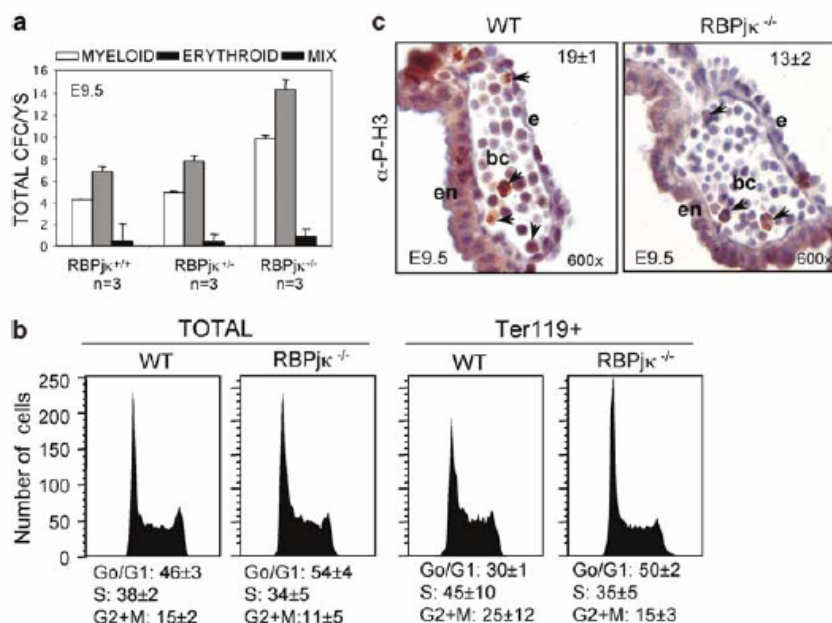 a
MYELOID ERYTHROID MIX
E9.5
TOTAL CFC/YS
16
14
12
10
8
6
4
2
0
RBPjκ+/+ RBPjκ+/- RBPjκ-/-
n=3 n=3 n=3
c
WT RBPjκ -/-
α-P-H3
19±1
e
bc
en
E9.5
600x
13±2
e
bc
en
E9.5
600x
b
TOTAL Ter119+
WT RBPjκ -/- WT RBPjκ -/-
Number of cells
250
200
150
100
50
0
Go/G1: 46±3
S: 38±2
G2+M: 15±2
Go/G1: 54±4
S: 34±5
G2+M:11±5
Go/G1: 30±1
S: 45±10
G2+M: 25±12
Go/G1: 50±2
S: 35±5
G2+M: 15±3